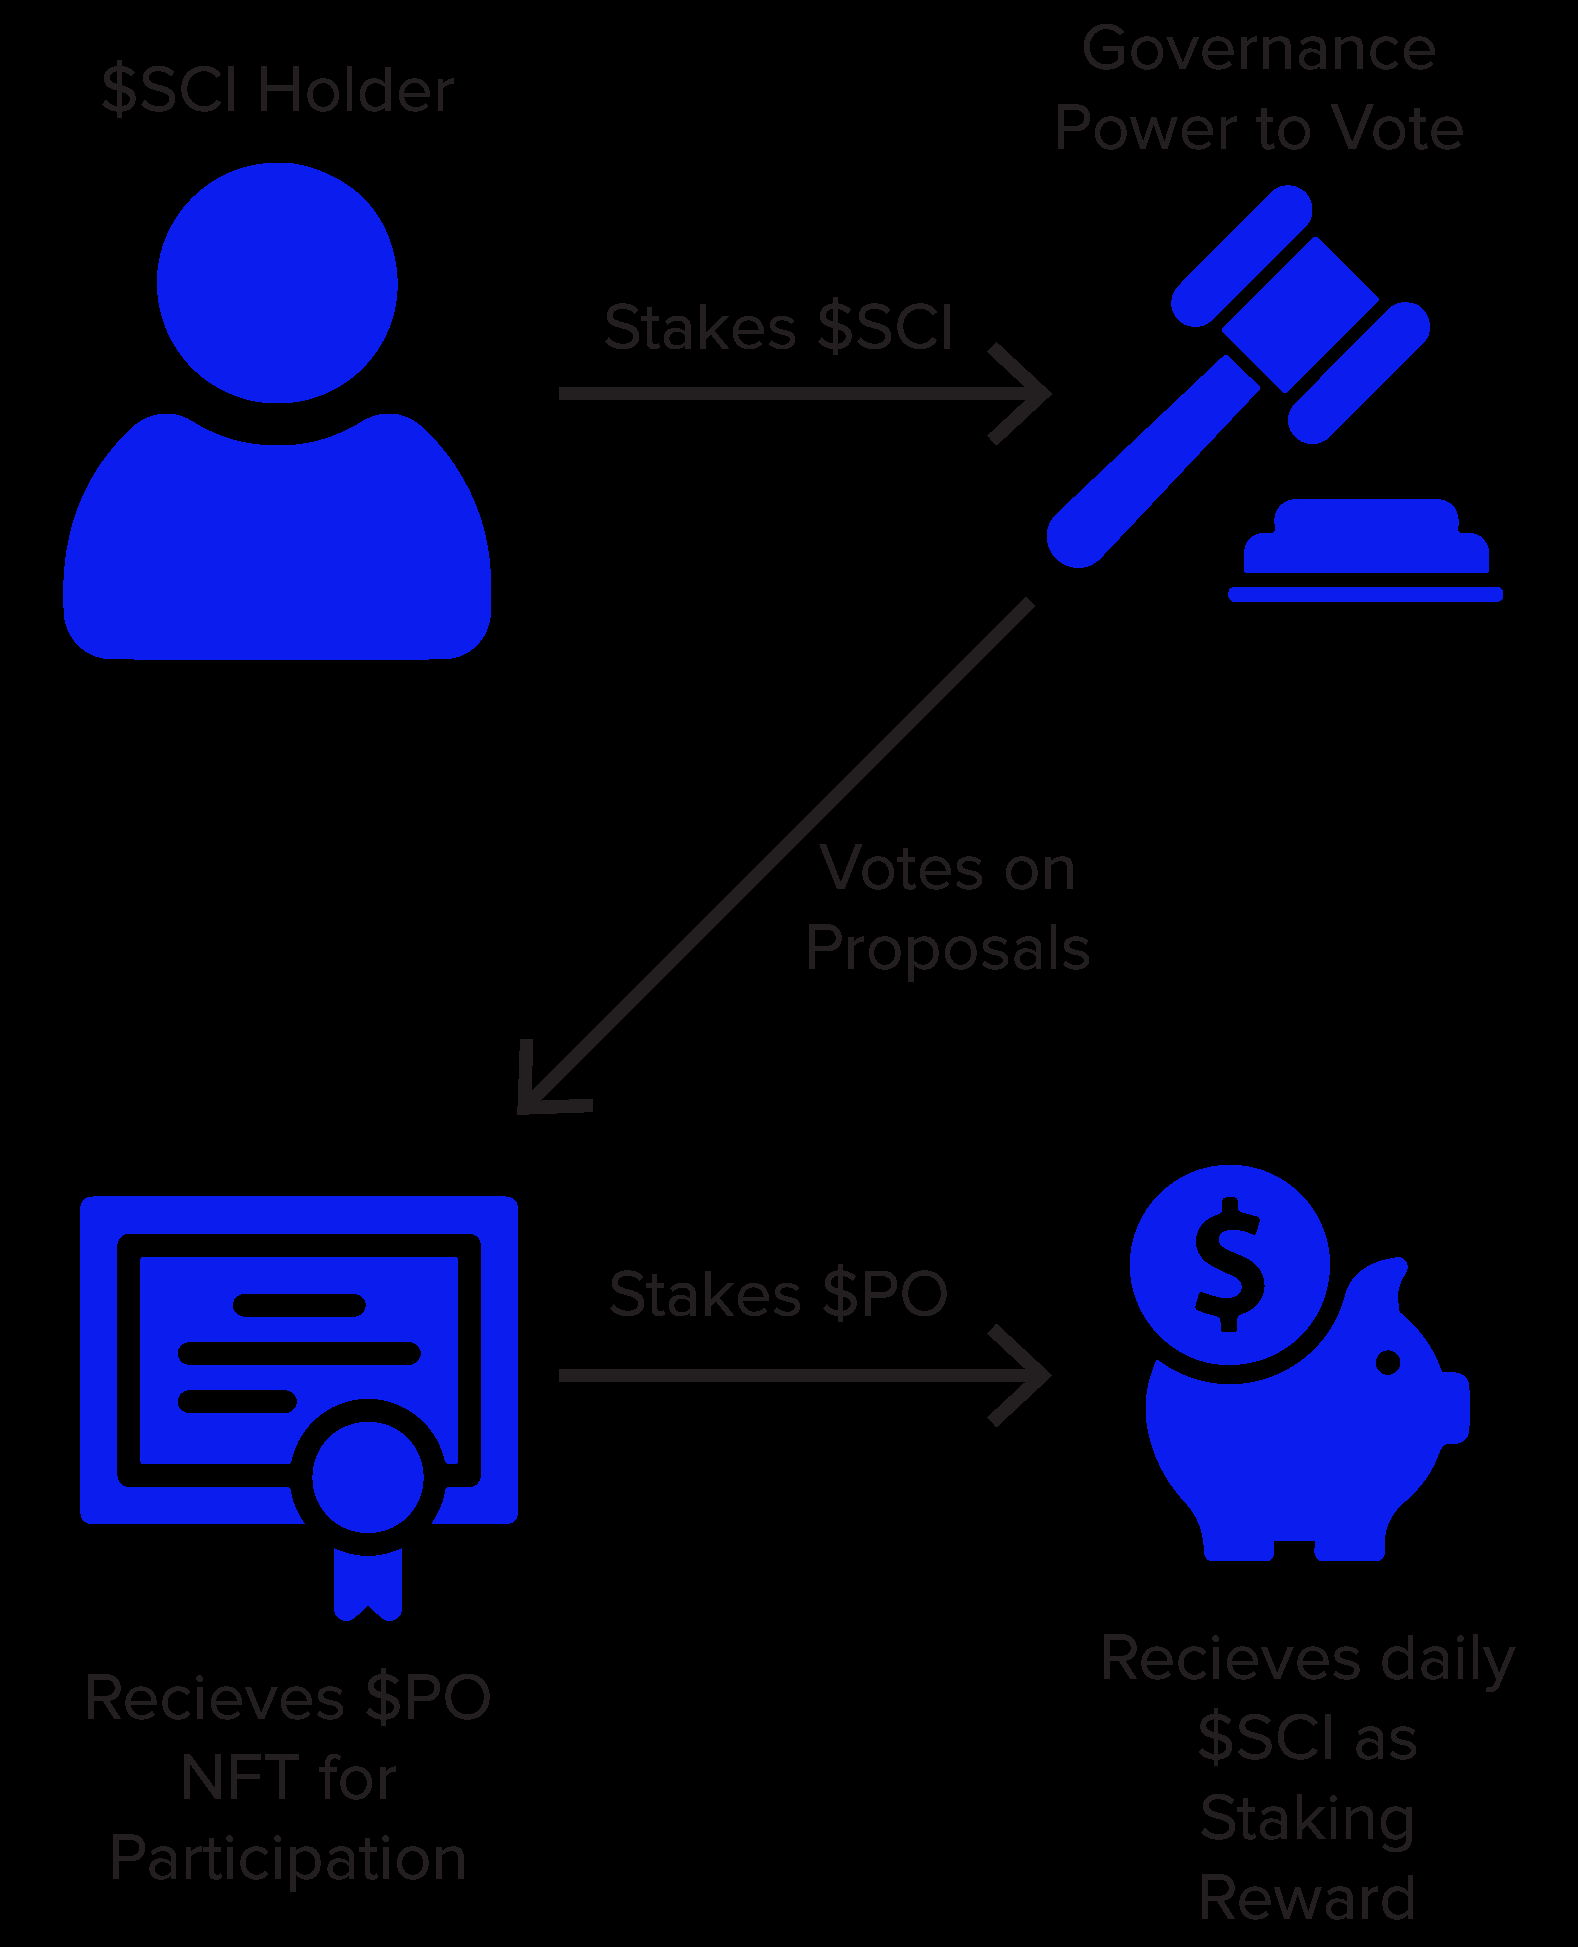 $SCI Holder
Governance
Power to Vote
Stakes $SCI
Votes on
Proposals
Stakes $PO
Recieves $PO
NFT for
Participation
Recieves daily
$SCI as
Staking
Reward
$